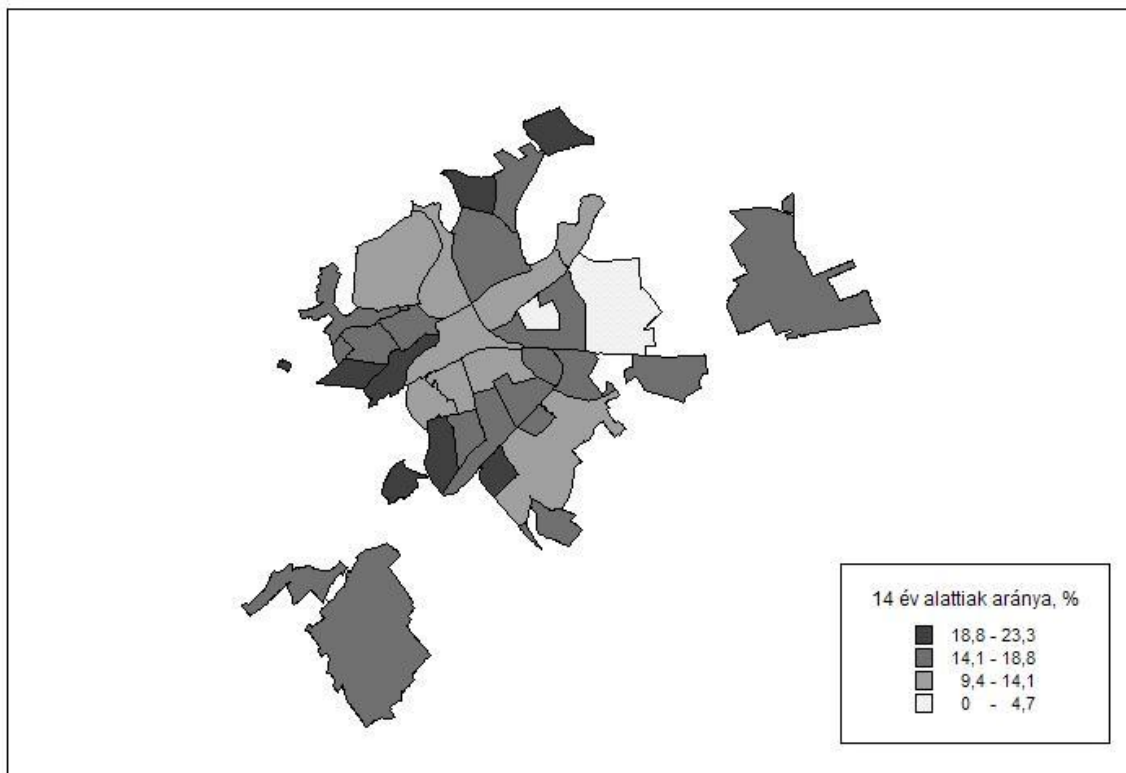 14 év alattiak aránya, %
18,8 - 23,3
14,1 - 18,8
9,4 - 14,1
0 - 4,7